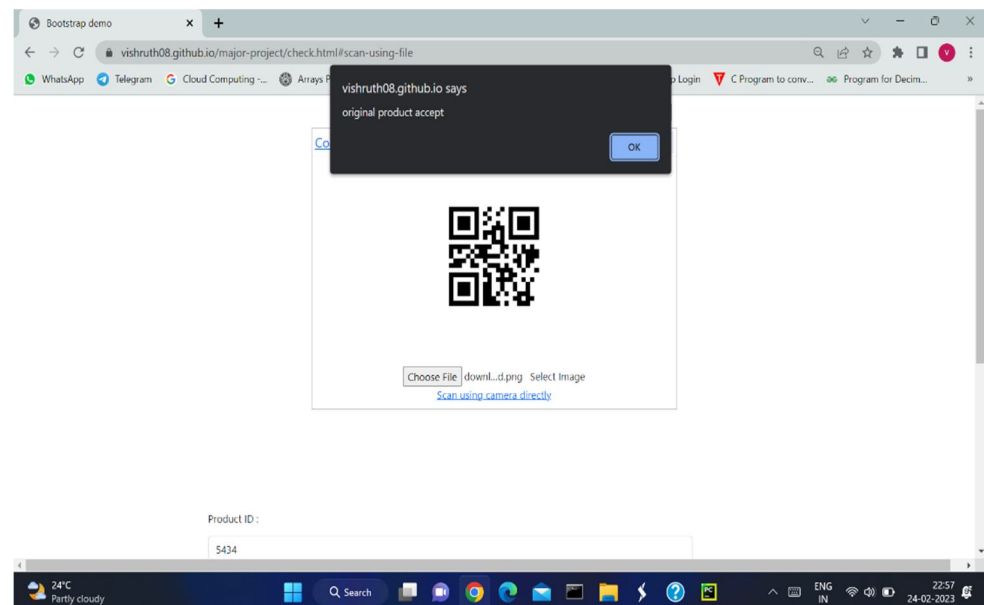 Bootstrap demo
vishruth08.github.io/major-project/check.html#scan-using-file
WhatsApp Telegram Cloud Computing -... Arrays Login C Program to conv... Program for Decim... »
vishruth08.github.io says
original product accept
OK
Co
Choose File downl...d.png Select Image
Scan using camera directly
Product ID :
5434
24°C
Partly cloudy
Search
ENG
IN
22:57
24-02-2023